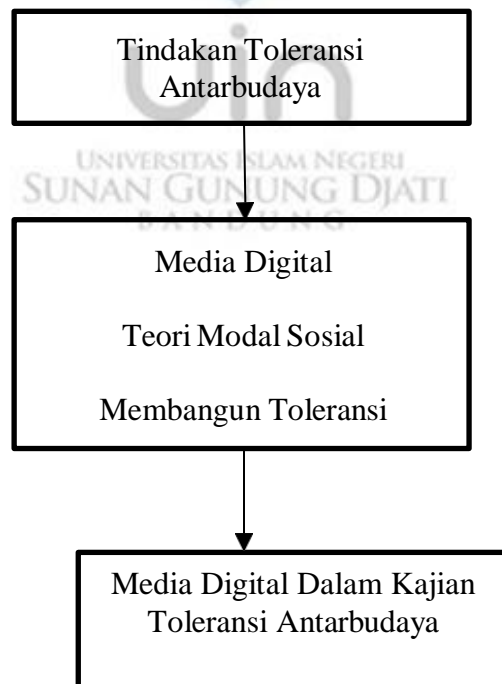 Tindakan Toleransi
Antarbudaya
uin
UNIVERSITAS ISLAM NEGERI
SUNAN GUNUNG DJATI
BANDUNG
Media Digital
Teori Modal Sosial
Membangun Toleransi
Media Digital Dalam Kajian
Toleransi Antarbudaya